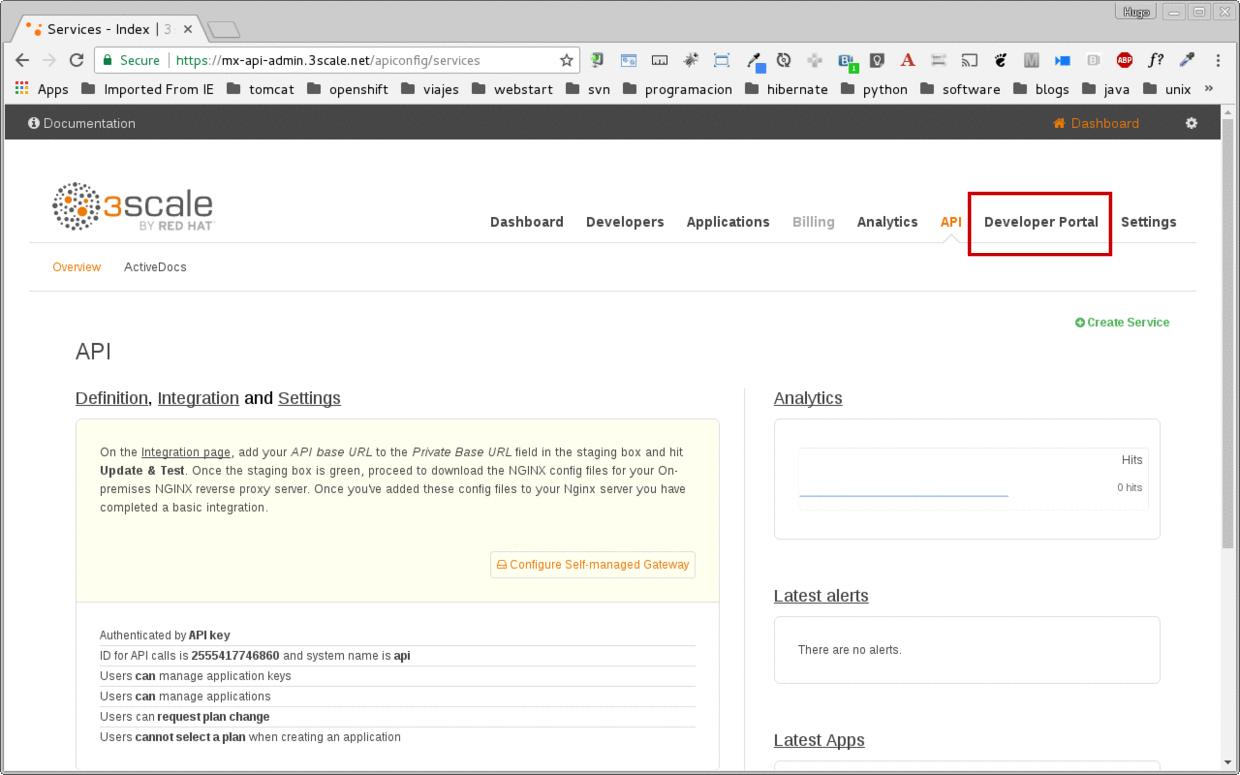 Hugo
Services - Index | 3s
Secure https://mx-api-admin.3scale.net/apiconfig/services
Apps Imported From IE tomcat openshift viajes webstart svn programacion hibernate python software blogs java unix »
Documentation Dashboard
3scale
BY RED HAT
Dashboard Developers Applications Billing Analytics API Developer Portal Settings
Overview ActiveDocs
Create Service
API
Definition, Integration and Settings
On the Integration page, add your API base URL to the Private Base URL field in the staging box and hit
Update & Test. Once the staging box is green, proceed to download the NGINX config files for your On-
premises NGINX reverse proxy server. Once you've added these config files to your Nginx server you have
completed a basic integration.
Configure Self-managed Gateway
Authenticated by API key
ID for API calls is 2555417746860 and system name is api
Users can manage application keys
Users can manage applications
Users can request plan change
Users cannot select a plan when creating an application
Analytics
Hits
0 hits
Latest alerts
There are no alerts.
Latest Apps